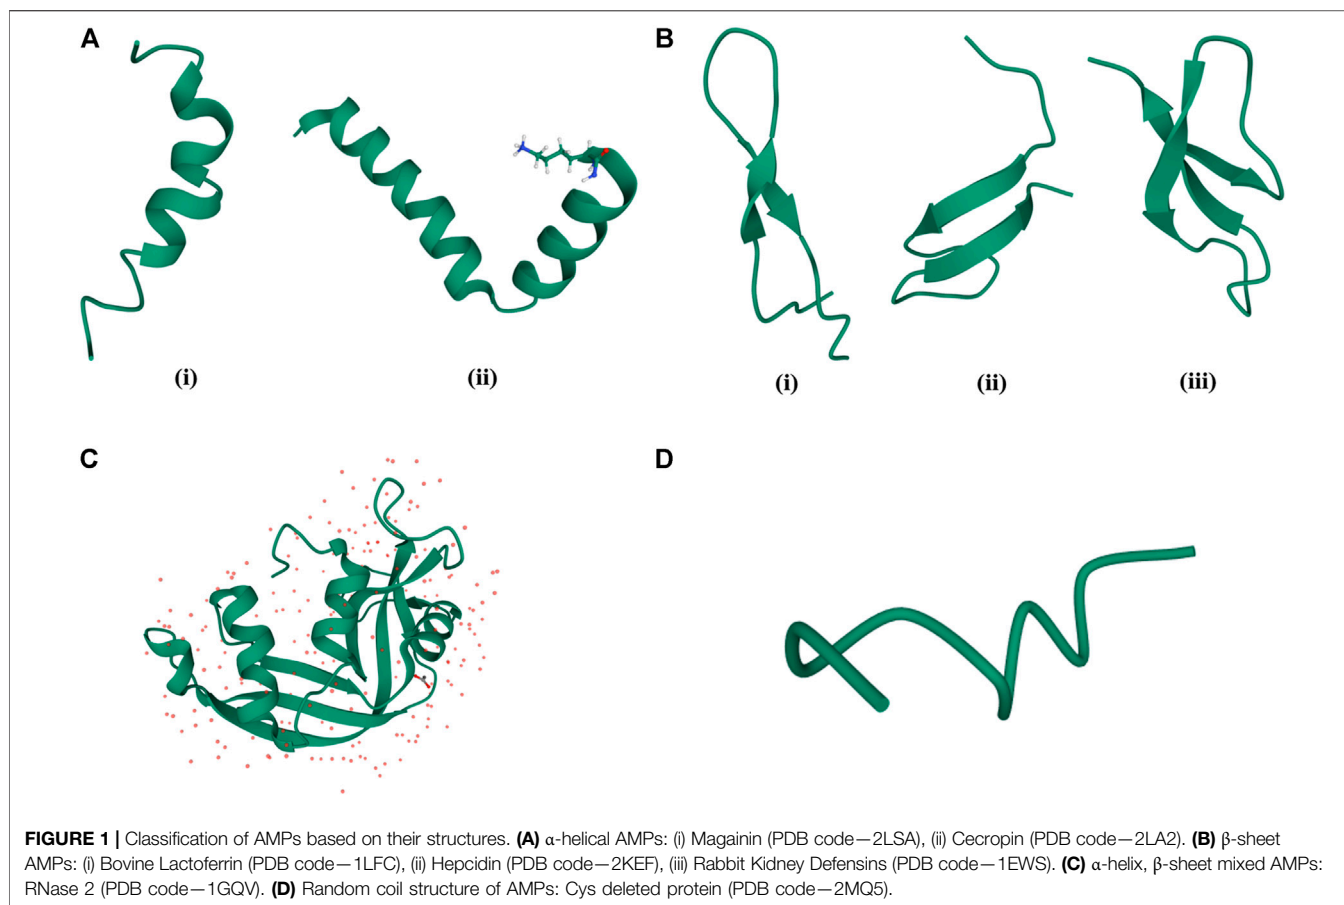 A
B
(i)
(ii)
(i)
(ii)
(iii)
C
D
FIGURE 1 | Classification of AMPs based on their structures. (A) α-helical AMPs: (i) Magainin (PDB code—2LSA), (ii) Cecropin (PDB code—2LA2). (B) β-sheet
AMPs: (i) Bovine Lactoferrin (PDB code—1LFC), (ii) Hepcidin (PDB code—2KEF), (iii) Rabbit Kidney Defensins (PDB code—1EWS). (C) α-helix, β-sheet mixed AMPs:
RNase 2 (PDB code—1GQV). (D) Random coil structure of AMPs: Cys deleted protein (PDB code—2MQ5).